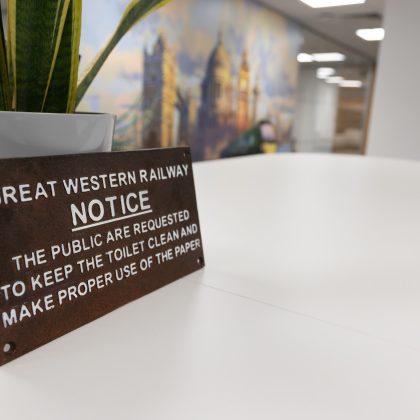 GREAT WESTERN RAILWAY
NOTICE
THE PUBLIC ARE REQUESTED
TO KEEP THE TOILET CLEAN AND
MAKE PROPER USE OF THE PAPER